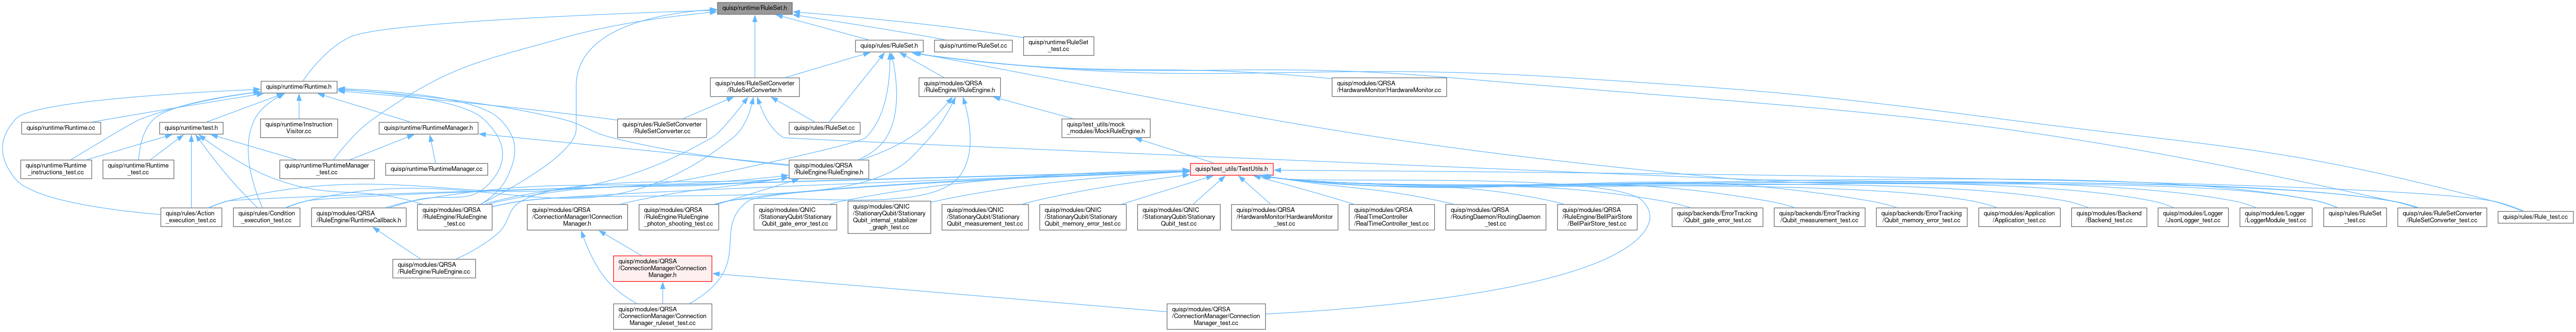 quisp/runtime/RuleSet.h
quisp/rules/RuleSet.h
quisp/runtime/RuleSet.cc
quisp/runtime/RuleSet
_test.cc
quisp/runtime/Runtime.h
quisp/rules/RuleSetConverter
/RuleSetConverter.h
quisp/modules/QRSA
/RuleEngine/IRuleEngine.h
quisp/modules/QRSA
/HardwareMonitor/HardwareMonitor.cc
quisp/runtime/Runtime.cc
quisp/runtime/test.h
quisp/runtime/Instruction
Visitor.cc
quisp/runtime/RuntimeManager.h
quisp/rules/RuleSetConverter
/RuleSetConverter.cc
quisp/rules/RuleSet.cc
quisp/test_utils/mock
_modules/MockRuleEngine.h
quisp/runtime/Runtime
_instructions_test.cc
quisp/runtime/Runtime
_test.cc
quisp/runtime/RuntimeManager
_test.cc
quisp/runtime/RuntimeManager.cc
quisp/modules/QRSA
/RuleEngine/RuleEngine.h
quisp/test_utils/TestUtils.h
quisp/rules/Action
_execution_test.cc
quisp/rules/Condition
_execution_test.cc
quisp/modules/QRSA
/RuleEngine/RuntimeCallback.h
quisp/modules/QRSA
/RuleEngine/RuleEngine
_test.cc
quisp/modules/QRSA
/ConnectionManager/IConnection
Manager.h
quisp/modules/QRSA
/RuleEngine/RuleEngine
_photon_shooting_test.cc
quisp/modules/QNIC
/StationaryQubit/Stationary
Qubit_gate_error_test.cc
quisp/modules/QNIC
/StationaryQubit/Stationary
Qubit_internal_stabilizer
_graph_test.cc
quisp/modules/QNIC
/StationaryQubit/Stationary
Qubit_measurement_test.cc
quisp/modules/QNIC
/StationaryQubit/Stationary
Qubit_memory_error_test.cc
quisp/modules/QNIC
/StationaryQubit/Stationary
Qubit_test.cc
quisp/modules/QRSA
/HardwareMonitor/HardwareMonitor
_test.cc
quisp/modules/QRSA
/RealTimeController
/RealTimeController_test.cc
quisp/modules/QRSA
/RoutingDaemon/RoutingDaemon
_test.cc
quisp/modules/QRSA
/RuleEngine/BellPairStore
/BellPairStore_test.cc
quisp/backends/ErrorTracking
/Qubit_gate_error_test.cc
quisp/backends/ErrorTracking
/Qubit_measurement_test.cc
quisp/backends/ErrorTracking
/Qubit_memory_error_test.cc
quisp/modules/Application
/Application_test.cc
quisp/modules/Backend
/Backend_test.cc
quisp/modules/Logger
/JsonLogger_test.cc
quisp/modules/Logger
/LoggerModule_test.cc
quisp/rules/RuleSet
_test.cc
quisp/rules/RuleSetConverter
/RuleSetConverter_test.cc
quisp/rules/Rule_test.cc
quisp/modules/QRSA
/RuleEngine/RuleEngine.cc
quisp/modules/QRSA
/ConnectionManager/Connection
Manager.h
quisp/modules/QRSA
/ConnectionManager/Connection
Manager_ruleset_test.cc
quisp/modules/QRSA
/ConnectionManager/Connection
Manager_test.cc